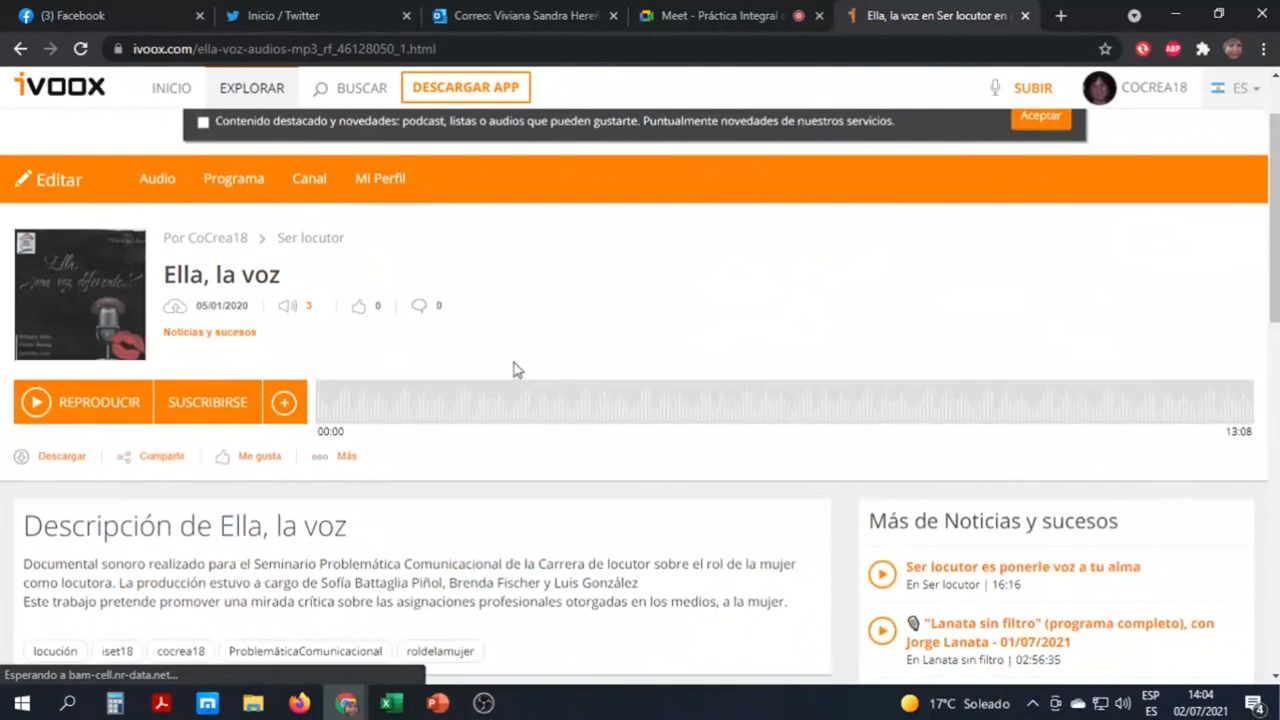 (3) Facebook
Inicio / Twitter
Correo: Viviana Sandra Hereñ
Meet - Práctica Integral
Ella, la voz en Ser locutor en
ivoox.com/ella-voz-audios-mp3_rf_46128050_1.html
ABP
ivoox INICIO EXPLORAR BUSCAR DESCARGAR APP SUBIR COCREA18 ES
Contenido destacado y novedades: podcast, listas o audios que pueden gustarte. Puntualmente novedades de nuestros servicios.
Aceptar
Editar Audio Programa Canal Mi Perfil
Por CoCrea18 > Ser locutor
Ella, la voz
05/01/2020 3 0 0
Noticias y sucesos
Ella,
¿una voz diferente...?
REPRODUCIR SUSCRIBIRSE
00:00 13:08
Descargar Compartir Me gusta Más
Descripción de Ella, la voz
Documental sonoro realizado para el Seminario Problemática Comunicacional de la Carrera de locutor sobre el rol de la mujer
como locutora. La producción estuvo a cargo de Sofía Battaglia Piñol, Brenda Fischer y Luis González
Este trabajo pretende promover una mirada crítica sobre las asignaciones profesionales otorgadas en los medios, a la mujer.
locución iset18 cocrea18 ProblemáticaComunicacional roldelamujer
Más de Noticias y sucesos
Ser locutor es ponerle voz a tu alma
En Ser locutor | 16:16
"Lanata sin filtro" (programa completo), con
Jorge Lanata - 01/07/2021
En Lanata sin filtro | 02:56:35
Esperando a bam-cell.nr-data.net...
17°C Soleado
ESP
ES
14:04
02/07/2021
4